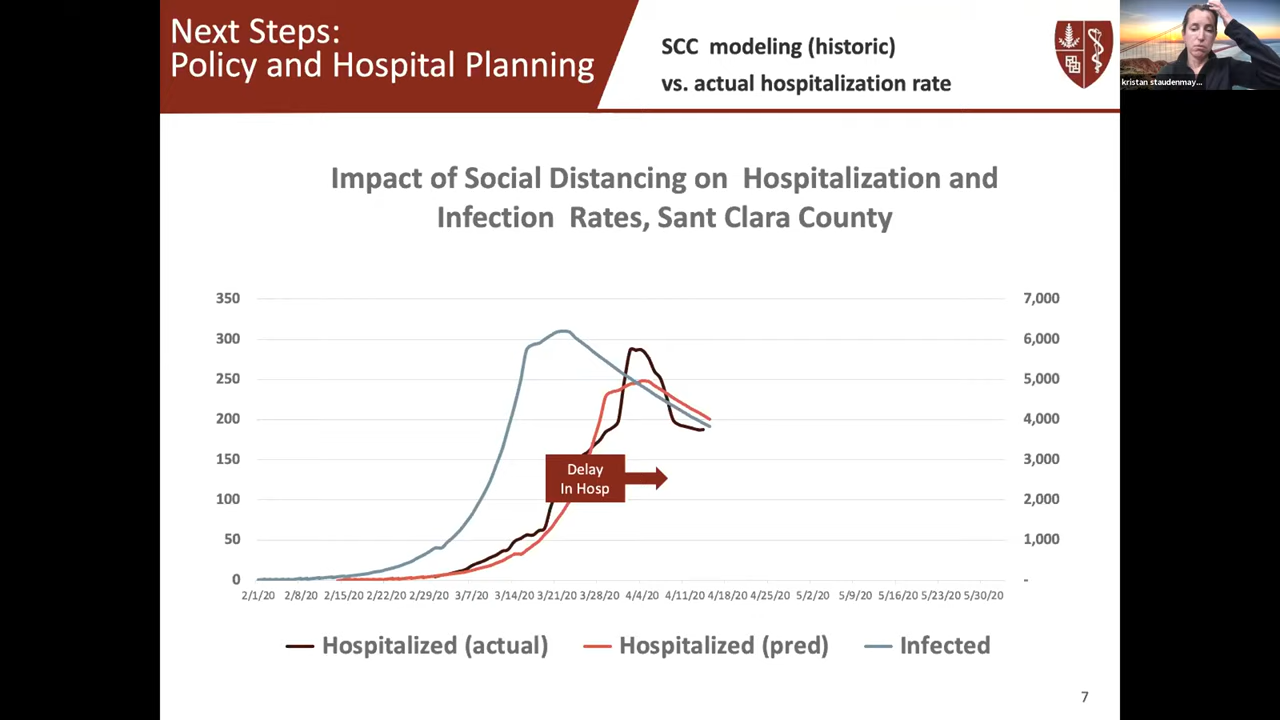 Next Steps:
Policy and Hospital Planning
SCC modeling (historic)
vs. actual hospitalization rate
kristan staudenmay...
Impact of Social Distancing on Hospitalization and
Infection Rates, Sant Clara County
350
300
250
200
150
100
50
0
7,000
6,000
5,000
4,000
3,000
2,000
1,000
-
Delay
In Hosp
2/1/20 2/8/20 2/15/20 2/22/20 2/29/20 3/7/20 3/14/20 3/21/20 3/28/20 4/4/20 4/11/20 4/18/20 4/25/20 5/2/20 5/9/20 5/16/20 5/23/20 5/30/20
Hospitalized (actual) Hospitalized (pred) Infected
7